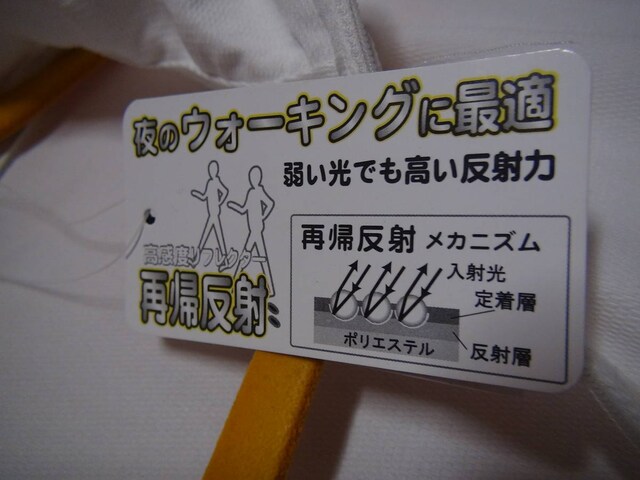 夜のウォーキングに最適
弱い光でも高い反射力
高感度リフレクター
再帰反射
再帰反射 メカニズム
入射光
定着層
ポリエステル
反射層